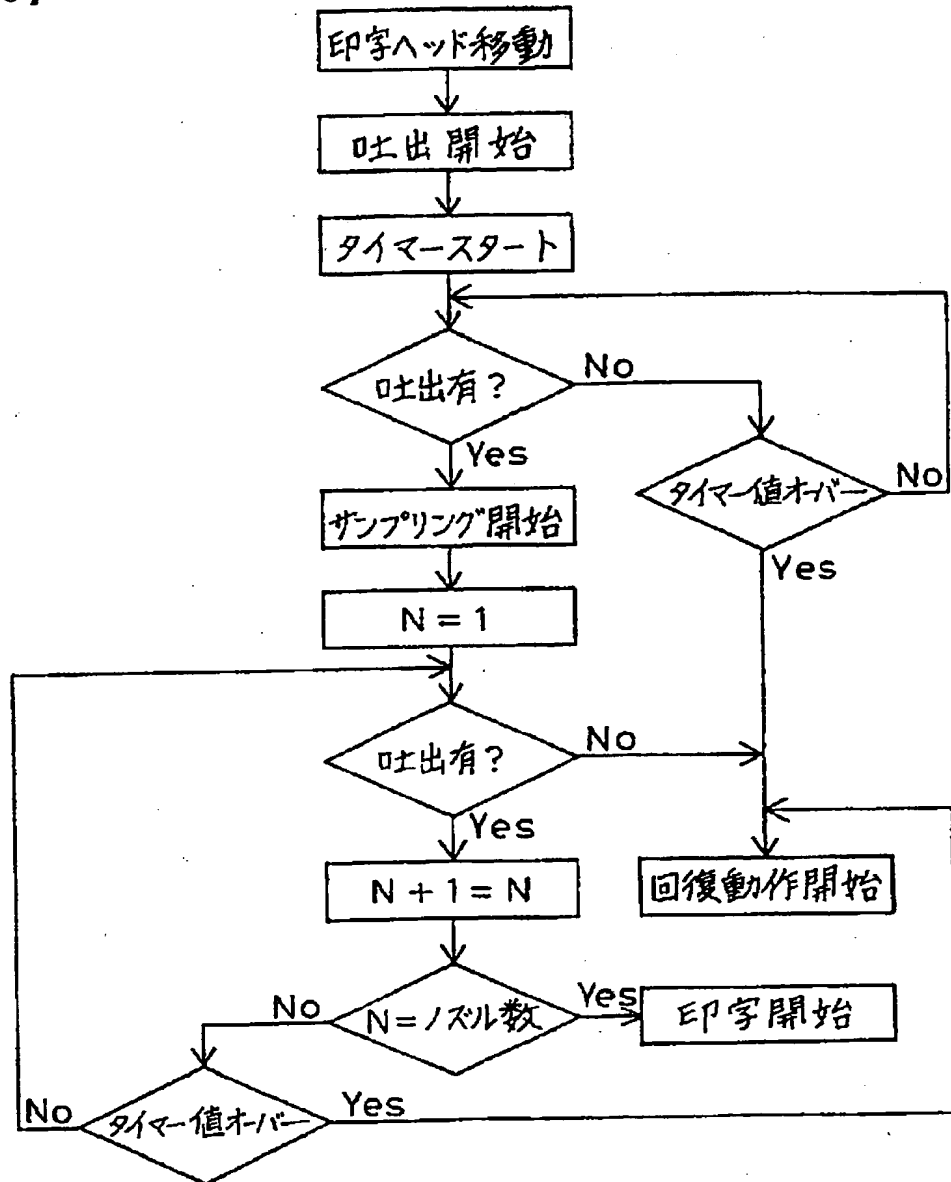 印字ヘッド移動
吐出開始
タイマースタート
吐出有?
No
Yes
タイマー値オーバー
No
Yes
サンプリング開始
N = 1
吐出有?
No
Yes
N + 1 = N
回復動作開始
N=ノズル数
No
Yes
印字開始
タイマー値オーバー
No
Yes